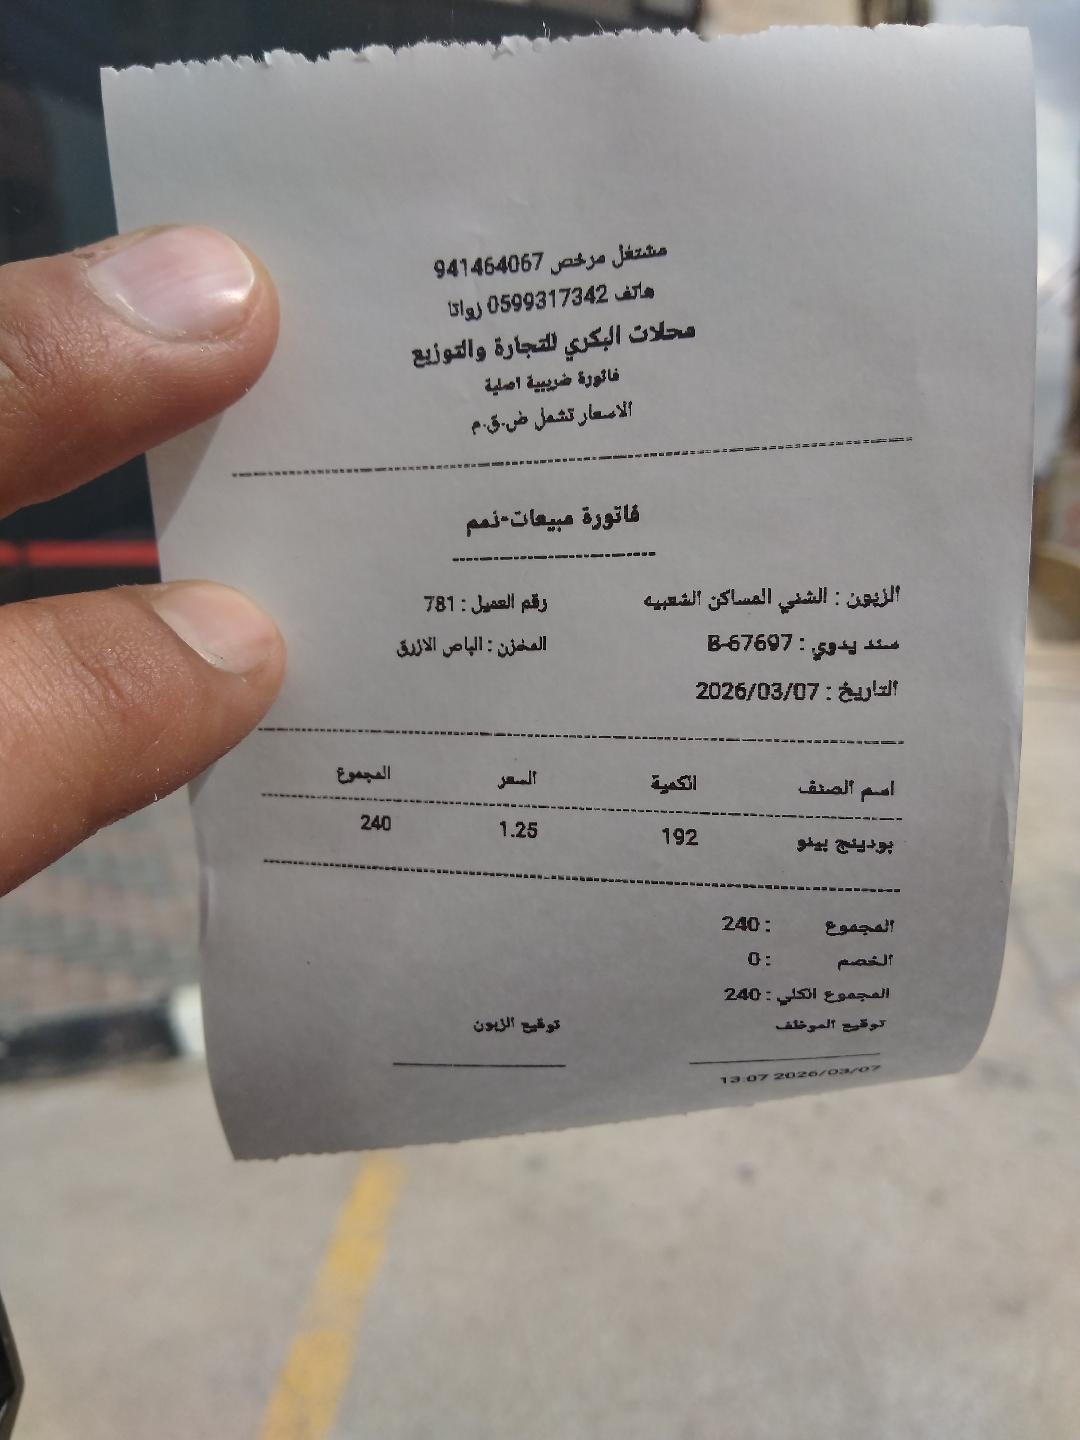 مشتغل مرخص 941464067
هاتف 0599317342 زواتا
محلات البكري للتجارة والتوزيع
فاتورة ضريبية اصلية
الاسعار تشمل ض.ق.م
فاتورة مبيعات-نمم
الزبون : الشني المساكن الشعبيه رقم العميل : 781
سند يدوي : B-67697 المخزن : الباص الازرق
التاريخ : 2026/03/07
اسم الصنف الكمية السعر المجموع
بودينج بينو 192 1.25 240
المجموع : 240
الخصم : 0
المجموع الكلي : 240
توقيع الموظف توقيع الزبون
13:07 2026/03/07